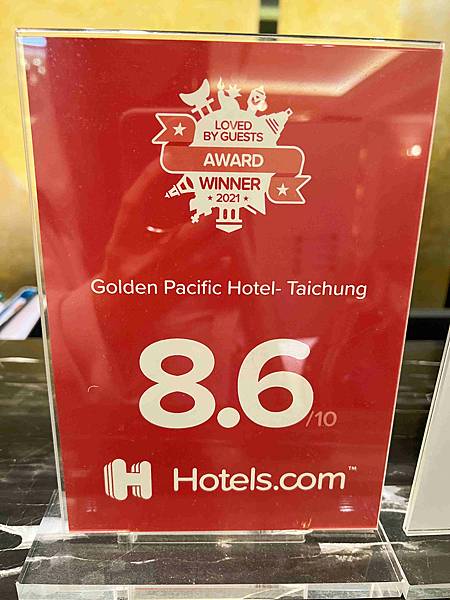 LOVED
BY GUESTS
AWARD
WINNER
2021
Golden Pacific Hotel- Taichung
8.6/10
H Hotels.com™